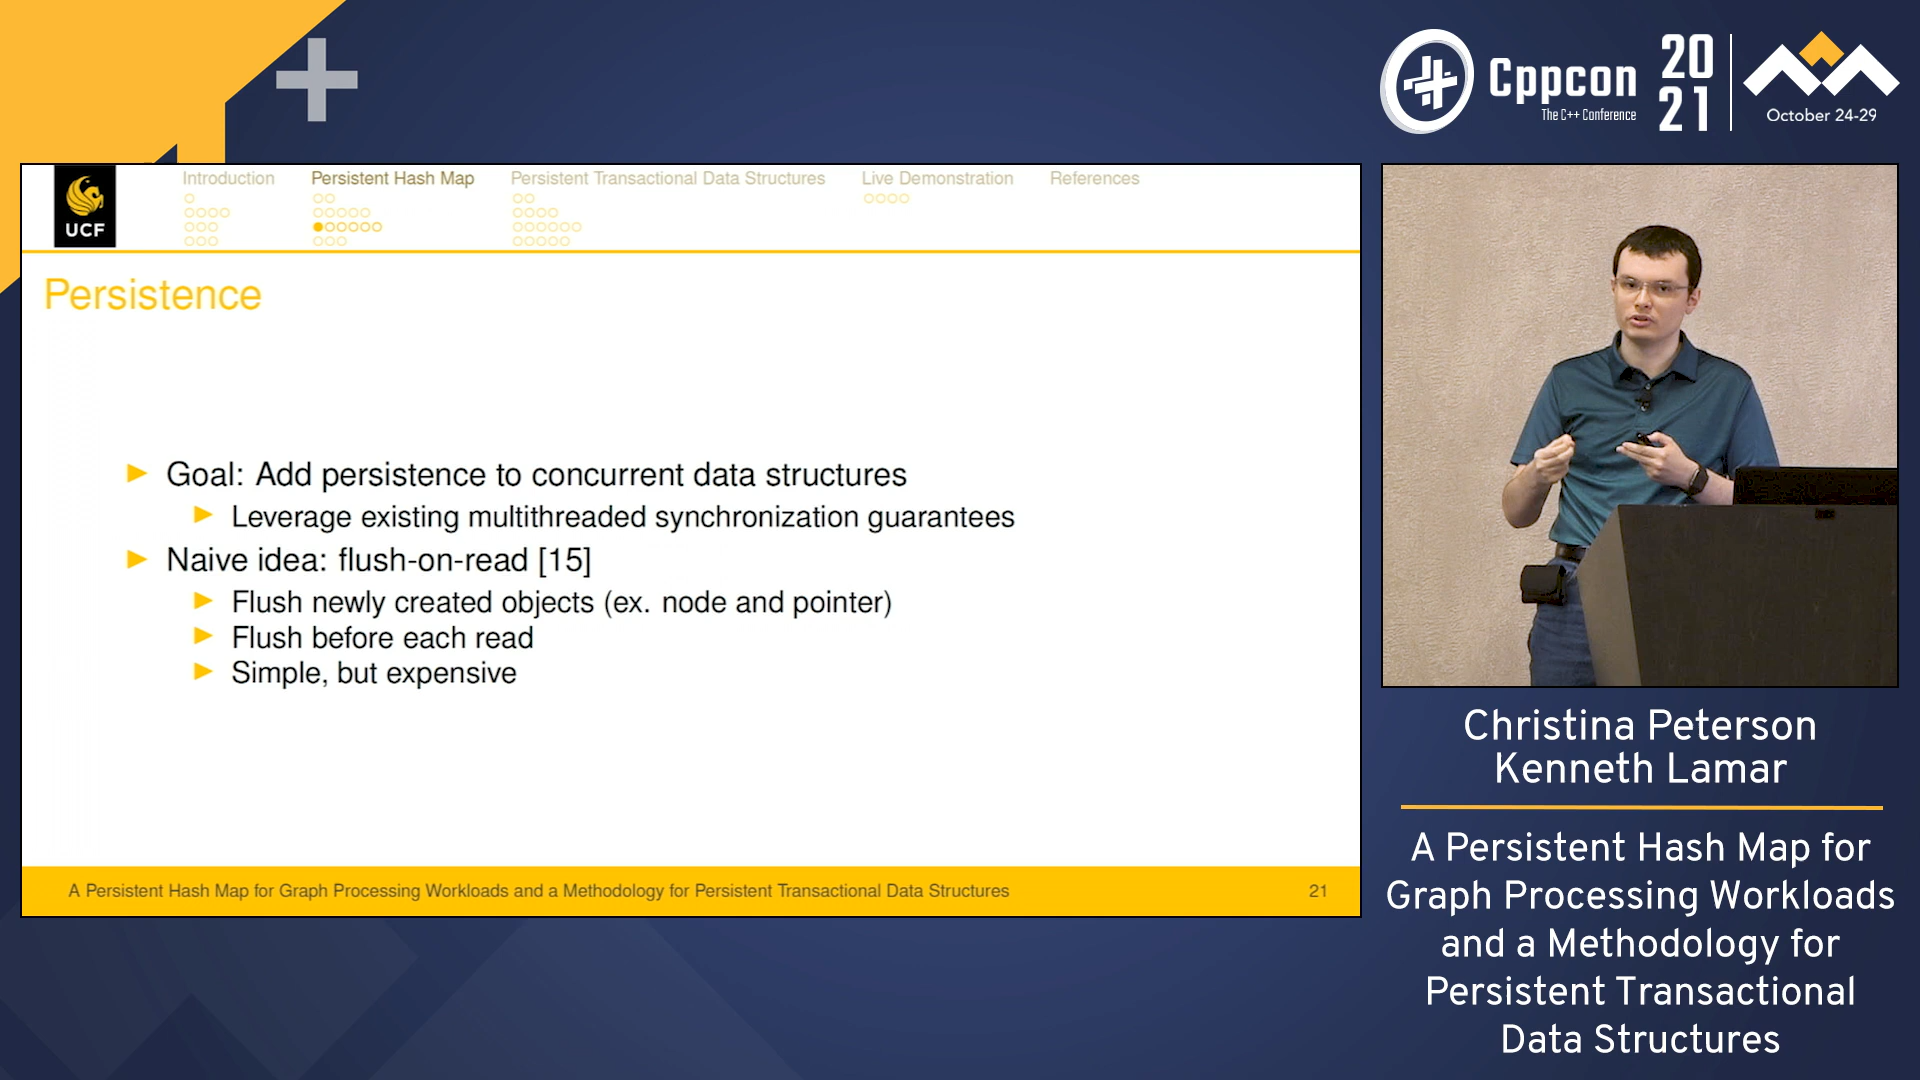 Cppcon
The C++ Conference
20
21
October 24-29
UCF
Introduction
Persistent Hash Map
Persistent Transactional Data Structures
Live Demonstration
References
Persistence
Goal: Add persistence to concurrent data structures
Leverage existing multithreaded synchronization guarantees
Naive idea: flush-on-read [15]
Flush newly created objects (ex. node and pointer)
Flush before each read
Simple, but expensive
A Persistent Hash Map for Graph Processing Workloads and a Methodology for Persistent Transactional Data Structures
21
Christina Peterson
Kenneth Lamar
A Persistent Hash Map for
Graph Processing Workloads
and a Methodology for
Persistent Transactional
Data Structures